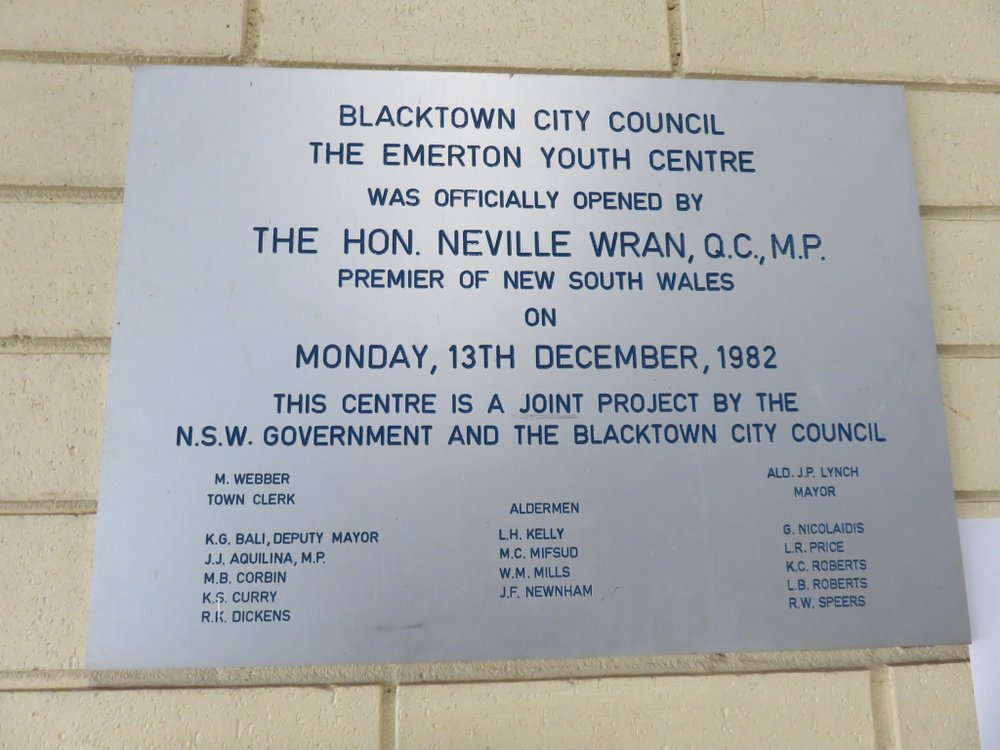 BLACKTOWN CITY COUNCIL
THE EMERTON YOUTH CENTRE
WAS OFFICIALLY OPENED BY
THE HON. NEVILLE WRAN, Q.C., M.P.
PREMIER OF NEW SOUTH WALES
ON
MONDAY, 13TH DECEMBER, 1982
THIS CENTRE IS A JOINT PROJECT BY THE
N.S.W. GOVERNMENT AND THE BLACKTOWN CITY COUNCIL
M. WEBBER
TOWN CLERK
ALD. J.P. LYNCH
MAYOR
ALDERMEN
K.G. BALI, DEPUTY MAYOR
J.J. AQUILINA, M.P.
M.B. CORBIN
K.S. CURRY
R.K. DICKENS
L.H. KELLY
M.C. MIFSUD
W.M. MILLS
J.F. NEWNHAM
G. NICOLAIDIS
L.R. PRICE
K.C. ROBERTS
L.B. ROBERTS
R.W. SPEERS